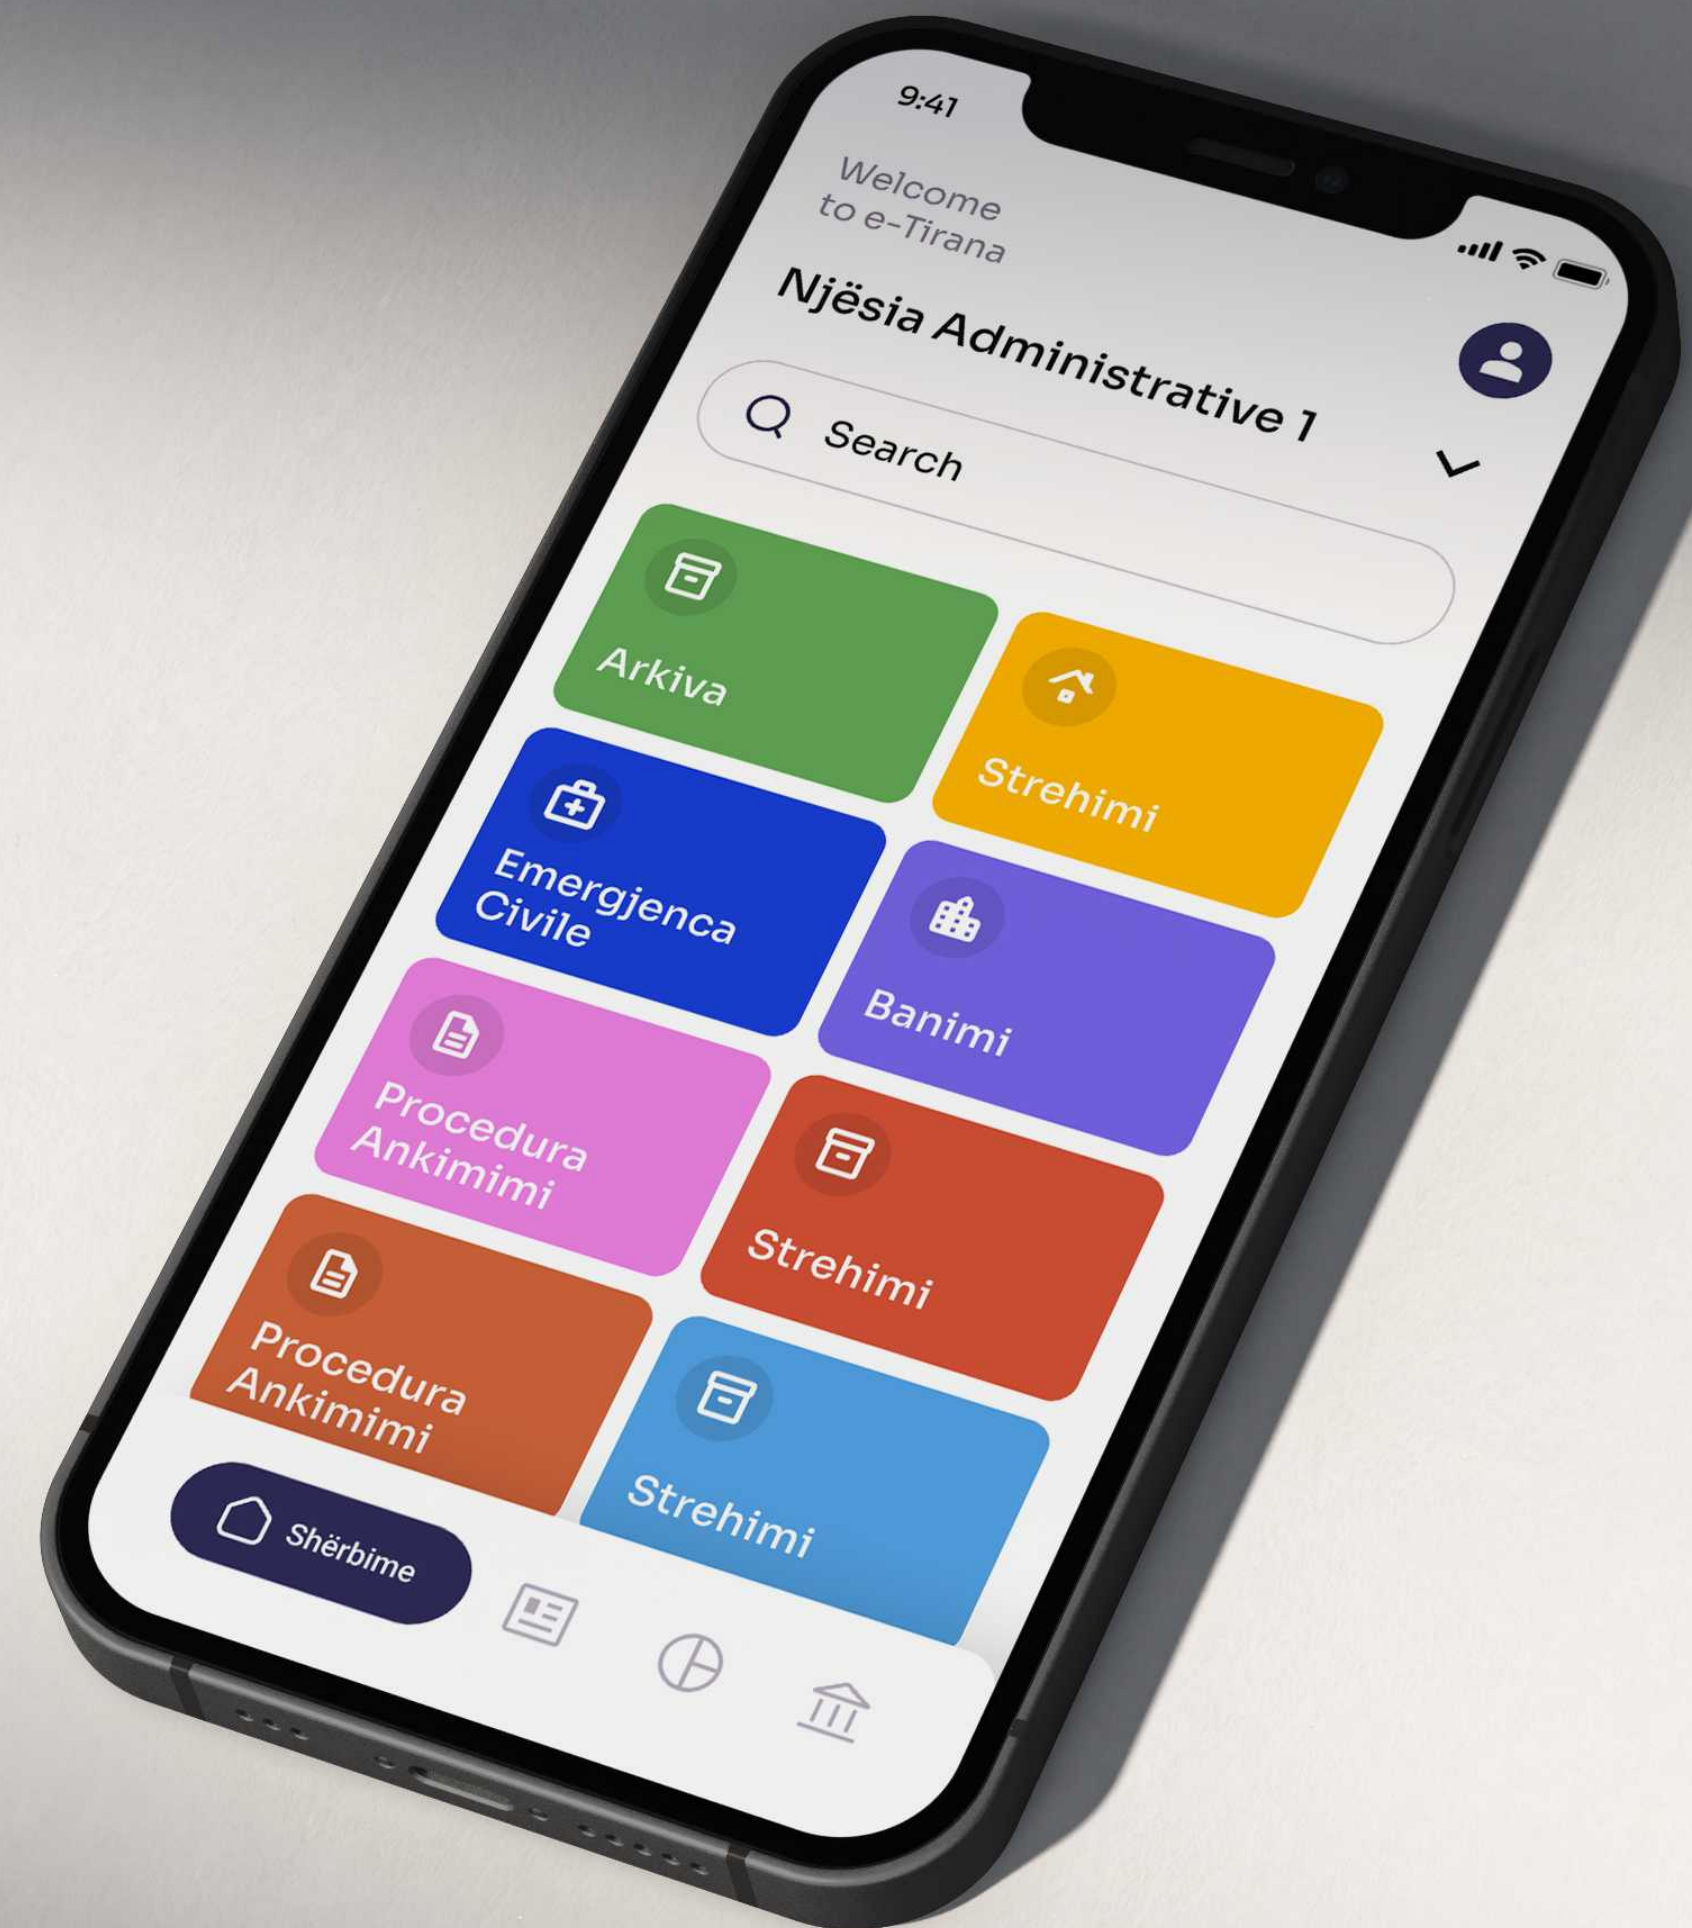 9:41
Welcome
to e-Tirana
Njësia Administrative 1
Search
Arkiva
Strehimi
Emergjenca
Civile
Banimi
Procedura
Ankimimi
Strehimi
Procedura
Ankimimi
Strehimi
Shërbime